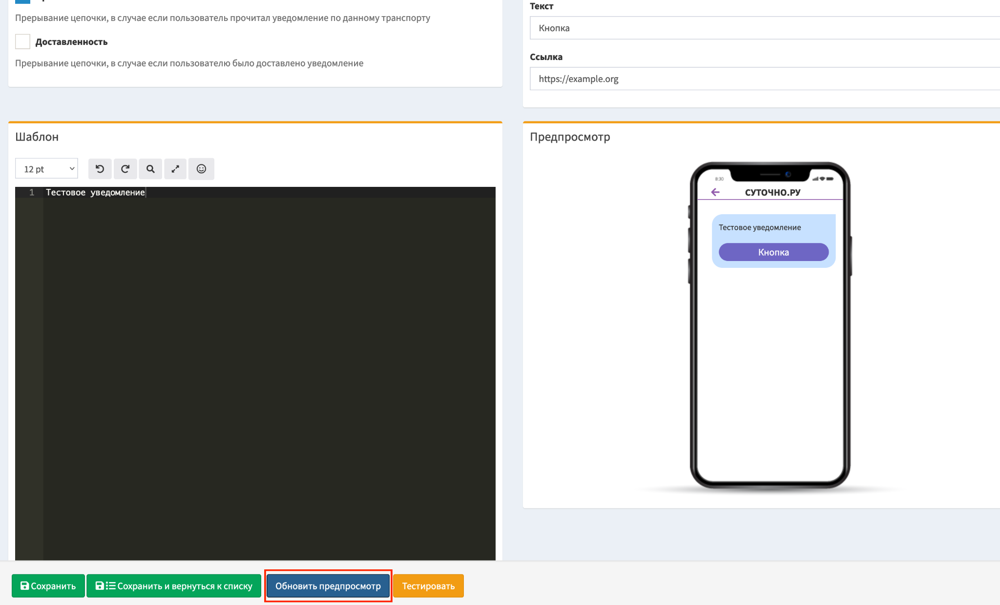 Прерывание цепочки, в случае если пользователь прочитал уведомление по данному транспорту
Доставленность
Прерывание цепочки, в случае если пользователю было доставлено уведомление
Текст
Кнопка
Ссылка
https://example.org
Шаблон
12 pt
1 Тестовое уведомление
Предпросмотр
8:30
СУТОЧНО.РУ
Тестовое уведомление
Кнопка
Сохранить
Сохранить и вернуться к списку
Обновить предпросмотр
Тестировать